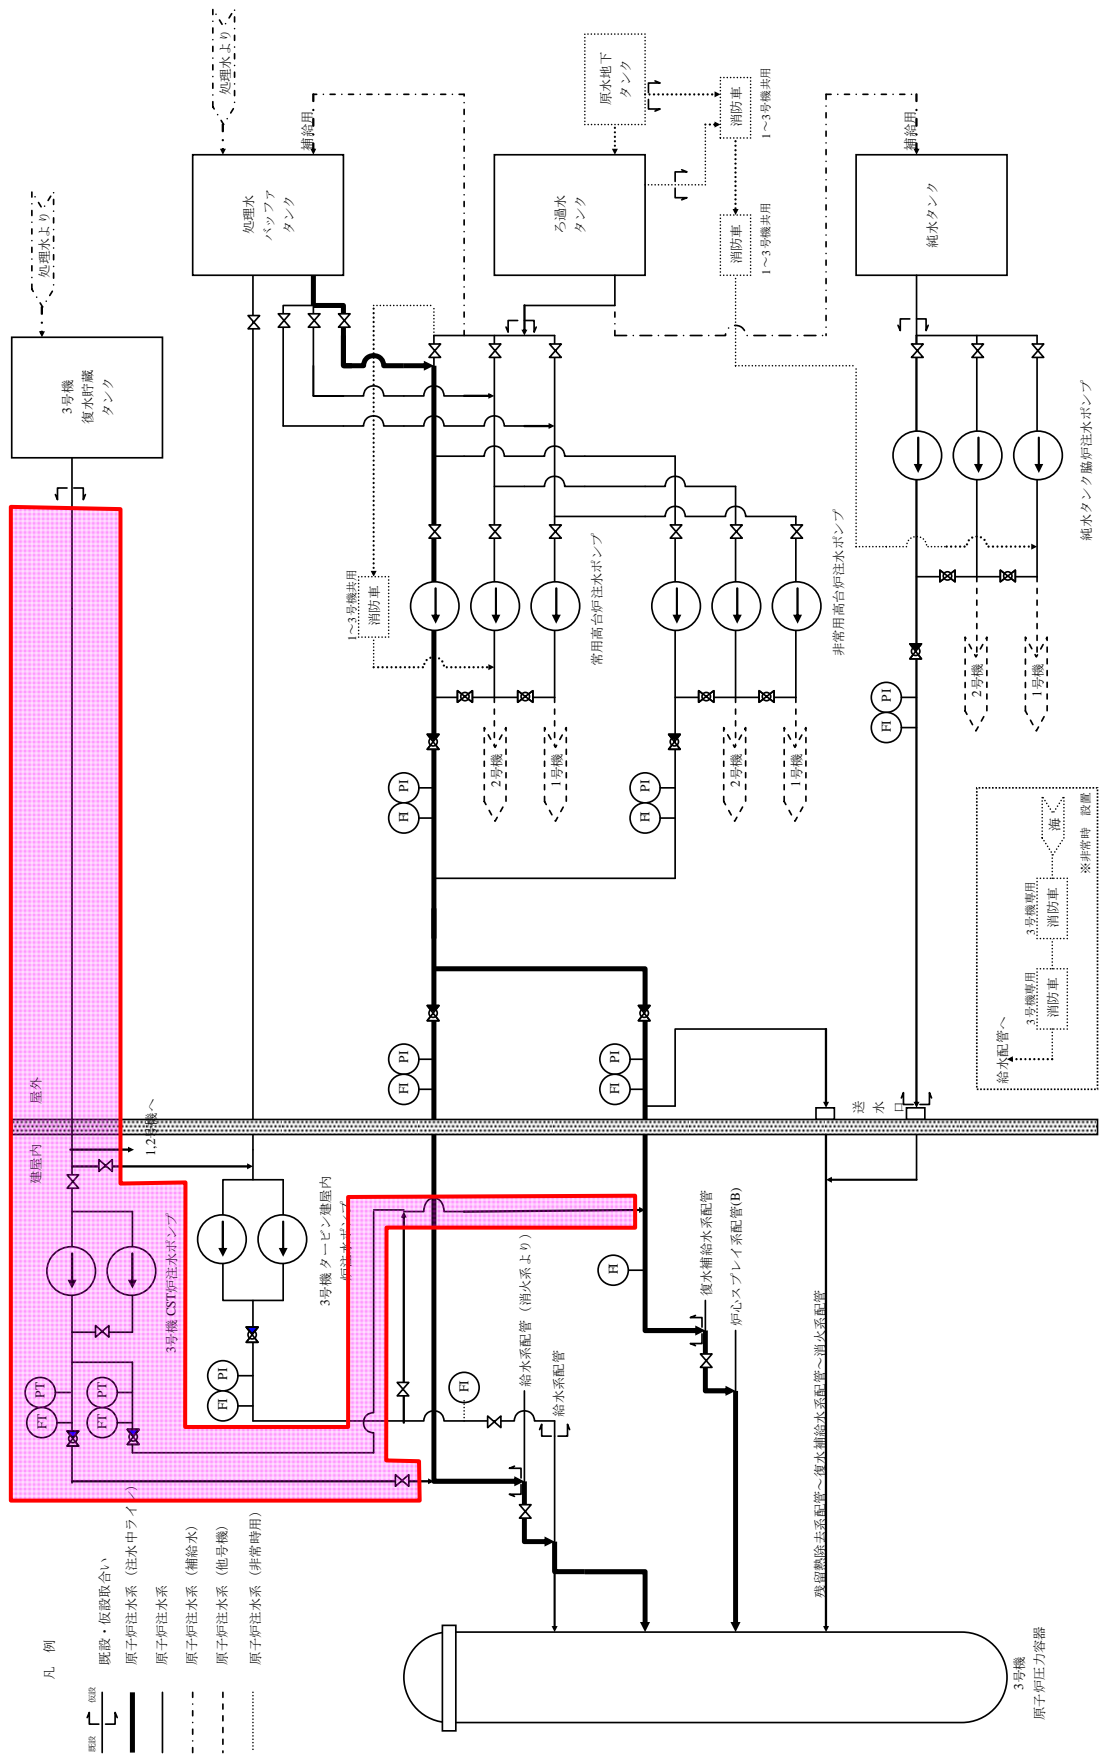 処理水より
処理水より
補給用
原水地下
タンク
消防車
1～3号機共用
補給用
処理水
バッファ
タンク
ろ過水
タンク
消防車
1～3号機共用
純水タンク
3号機
復水貯蔵
タンク
1～3号機共用
消防車
常用高台炉注水ポンプ
非常用高台炉注水ポンプ
純水タンク脇炉注水ポンプ
2号機
1号機
2号機
1号機
2号機
1号機
PI
FI
PI
FI
PI
FI
海
※非常時 設置
3号機専用
消防車
3号機専用
消防車
給水配管へ
PI
FI
PI
FI
屋外
建屋内
1,2号機へ
送水口
3号機 CST炉注水ポンプ
3号機 タービン建屋内
炉注水ポンプ
PT
FT
PT
FT
PI
FI
FI
FI
給水系配管（消火系より）
給水系配管
復水補給水系配管
炉心スプレイ系配管(B)
残留熱除去系配管～復水補給水系配管～消火系配管
3号機
原子炉圧力容器
凡 例
既設
仮設
既設・仮設取合い
原子炉注水系（注水中ライン）
原子炉注水系
原子炉注水系（補給水）
原子炉注水系（他号機）
原子炉注水系（非常時用）